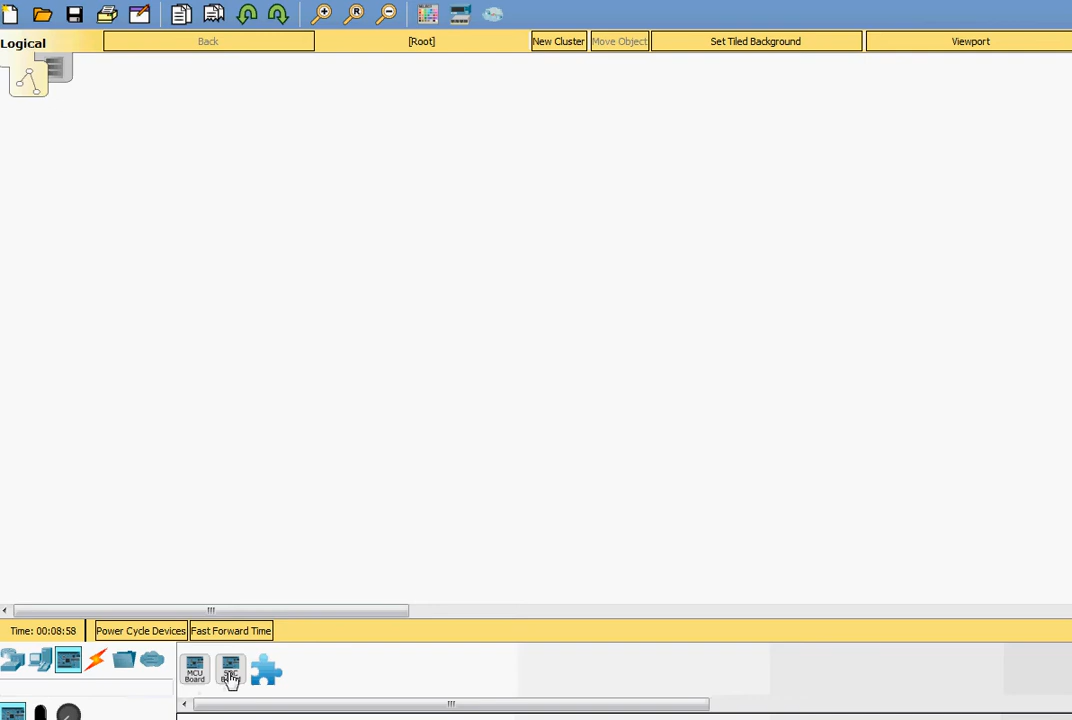 Logical
Back
[Root]
New Cluster
Move Object
Set Tiled Background
Viewport
Time: 00:08:58
Power Cycle Devices
Fast Forward Time
MCU
Board